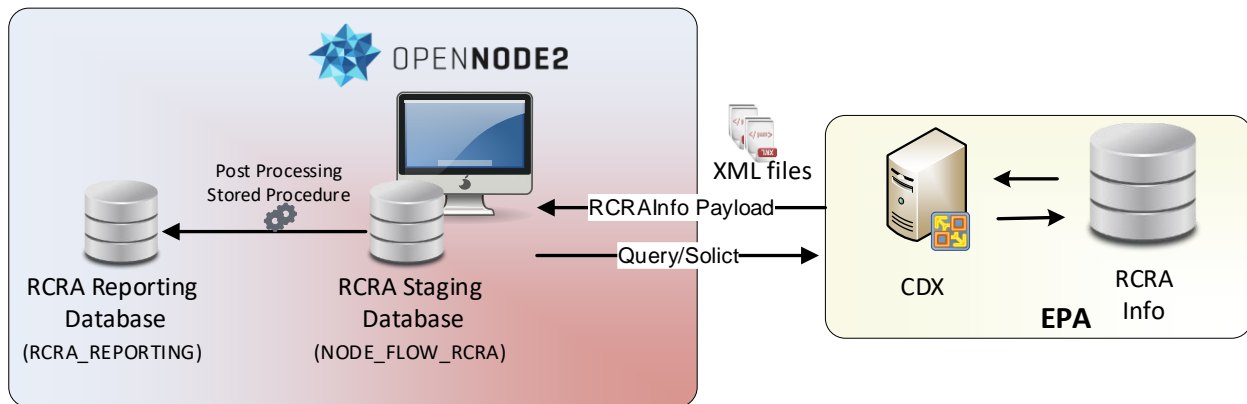 OPENNODE2
Post Processing
Stored Procedure
XML files
RCRAInfo Payload
Query/Solict
RCRA Reporting
Database
(RCRA_REPORTING)
RCRA Staging
Database
(NODE_FLOW_RCRA)
CDX
RCRA
Info
EPA